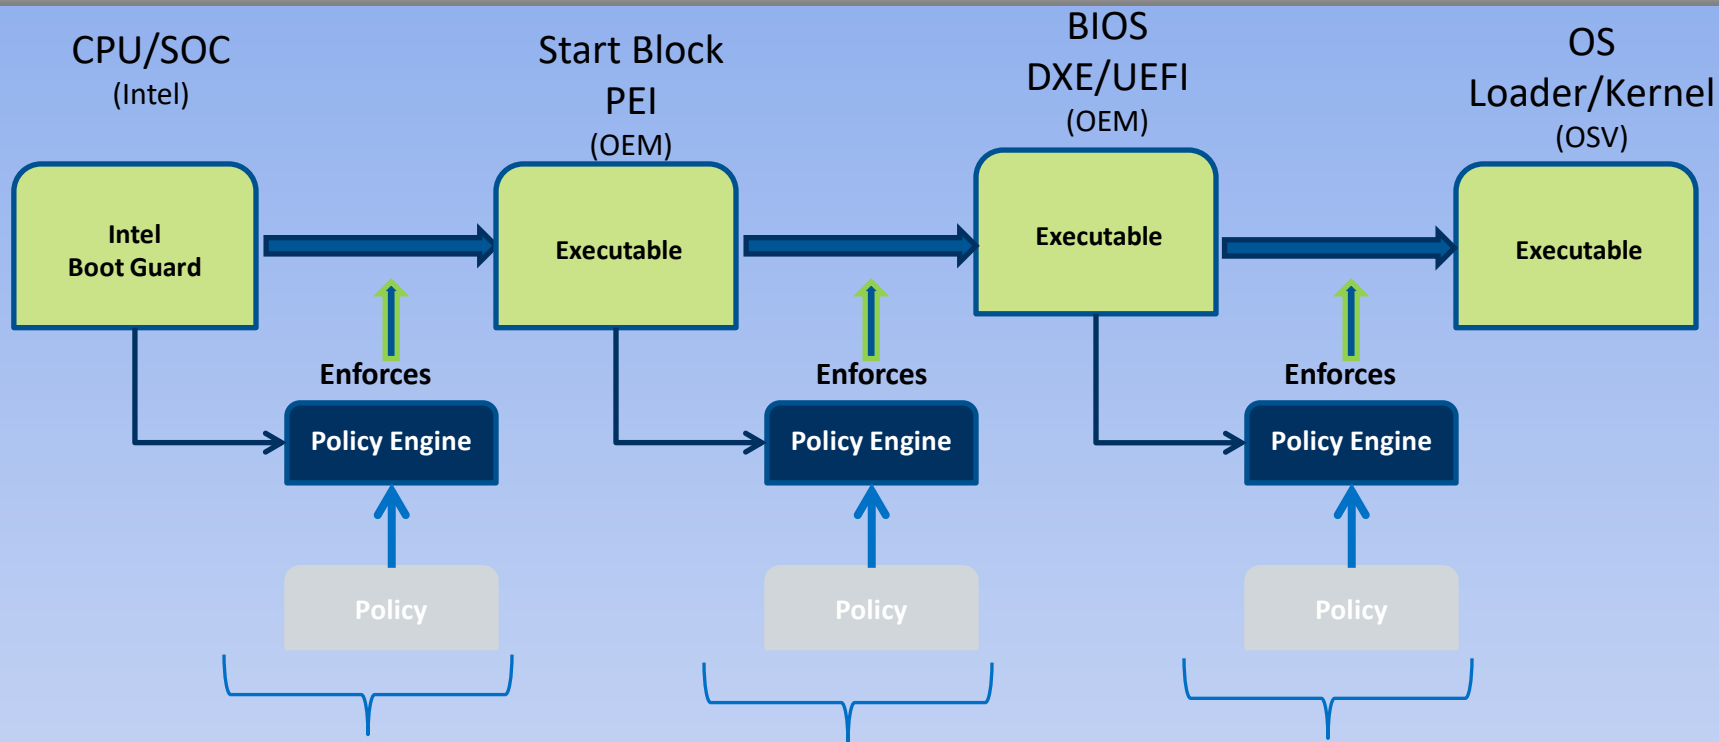 CPU/SOC
(Intel)
Start Block
PEI
(OEM)
BIOS
DXE/UEFI
(OEM)
OS
Loader/Kernel
(OSV)
Intel
Boot Guard
Executable
Executable
Executable
Enforces
Enforces
Enforces
Policy Engine
Policy Engine
Policy Engine
Policy
Policy
Policy